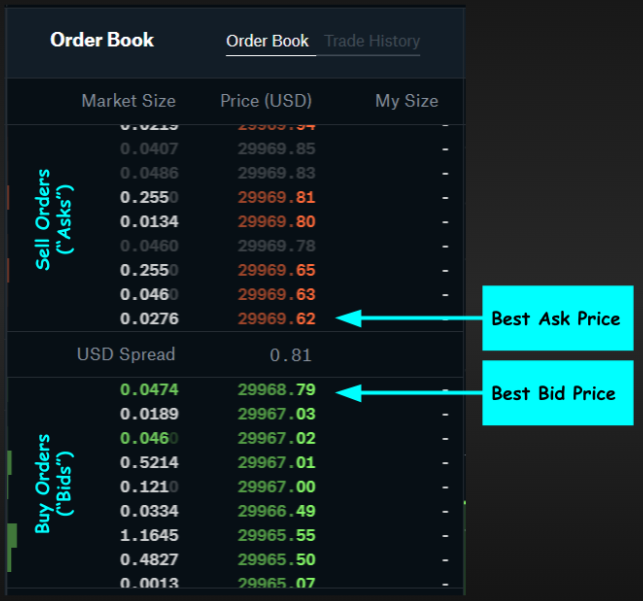 Order Book
Order Book Trade History
Market Size Price (USD) My Size
0.0219 29969.94 -
0.0407 29969.85 -
0.0486 29969.83 -
0.2550 29969.81 -
0.0134 29969.80 -
0.0460 29969.78 -
0.2550 29969.65 -
0.0460 29969.63 -
0.0276 29969.62 -
Sell Orders
("Asks")
Best Ask Price
USD Spread 0.81
Best Bid Price
0.0474 29968.79 -
0.0189 29967.03 -
0.0460 29967.02 -
0.5214 29967.01 -
0.1210 29967.00 -
0.0334 29966.49 -
1.1645 29965.55 -
0.4827 29965.50 -
0.0013 29965.07 -
Buy Orders
("Bids")